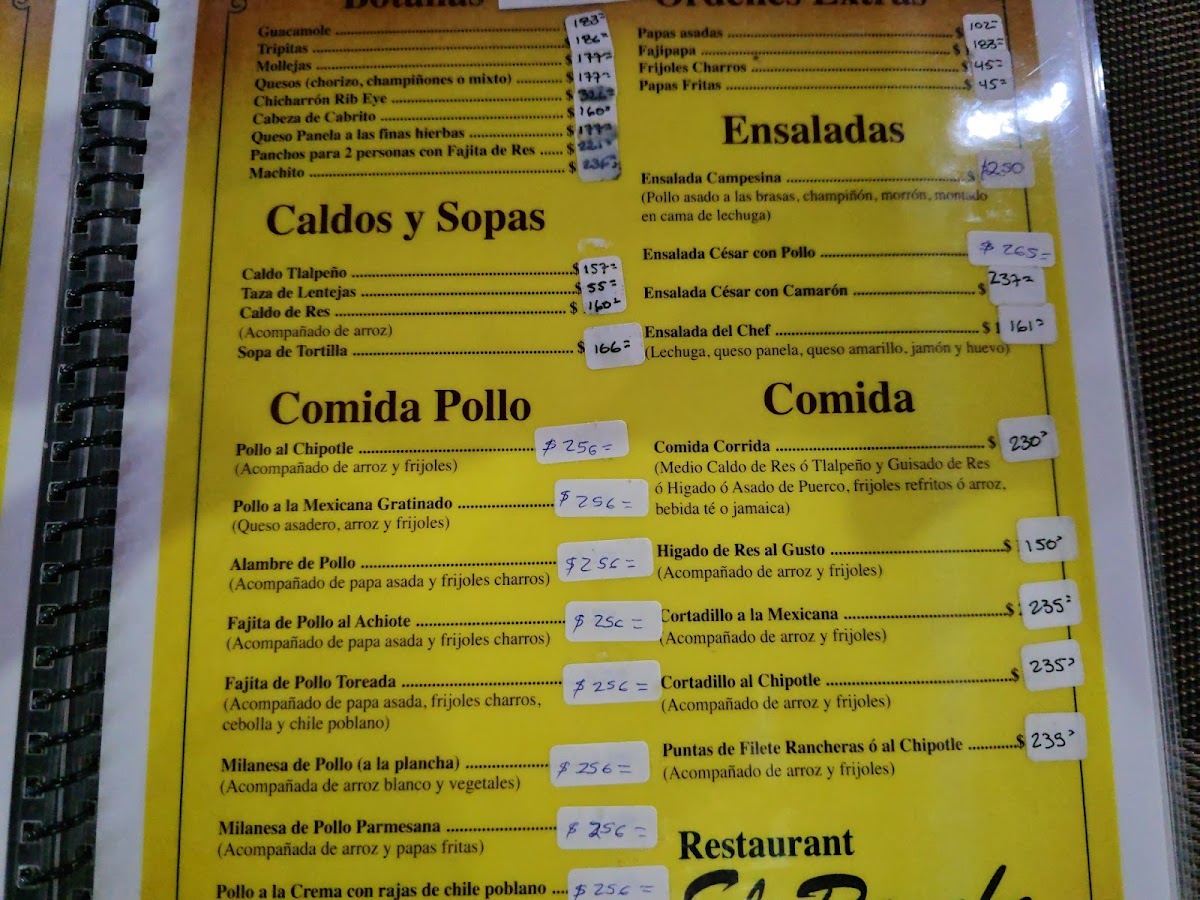 Botanas
Guacamole 183=
Tripitas 186=
Mollejas $ 177=
Quesos (chorizo, champiñones o mixto) $ 177=
Chicharrón Rib Eye $
Cabeza de Cabrito $ 160=
Queso Panela a las finas hierbas $ 177=
Panchos para 2 personas con Fajita de Res $
Machito $ 236=
Caldos y Sopas
Caldo Tlalpeño $ 157=
Taza de Lentejas $ 55=
Caldo de Res $ 160=
(Acompañado de arroz)
Sopa de Tortilla $ 166=
Comida Pollo
Pollo al Chipotle $ 256=
(Acompañado de arroz y frijoles)
Pollo a la Mexicana Gratinado $ 256=
(Queso asadero, arroz y frijoles)
Alambre de Pollo $ 256=
(Acompañado de papa asada y frijoles charros)
Fajita de Pollo al Achiote $ 256=
(Acompañado de papa asada y frijoles charros)
Fajita de Pollo Toreada $ 256=
(Acompañado de papa asada, frijoles charros,
cebolla y chile poblano)
Milanesa de Pollo (a la plancha) $ 256=
(Acompañada de arroz blanco y vegetales)
Milanesa de Pollo Parmesana $ 256=
(Acompañada de arroz y papas fritas)
Pollo a la Crema con rajas de chile poblano $ 256=
Ordenes Extras
Papas asadas $ 102=
Fajipapa $ 183=
Frijoles Charros $ 45=
Papas Fritas $ 45=
Ensaladas
Ensalada Campesina $250
(Pollo asado a las brasas, champiñón, morrón, montado
en cama de lechuga)
Ensalada César con Pollo $ 265=
Ensalada César con Camarón $ 237=
Ensalada del Chef $ 161=
(Lechuga, queso panela, queso amarillo, jamón y huevo)
Comida
Comida Corrida $ 230=
(Medio Caldo de Res ó Tlalpeño y Guisado de Res
ó Higado ó Asado de Puerco, frijoles refritos ó arroz,
bebida té o jamaica)
Higado de Res al Gusto $ 150=
(Acompañado de arroz y frijoles)
Cortadillo a la Mexicana $ 235=
(Acompañado de arroz y frijoles)
Cortadillo al Chipotle $ 235=
(Acompañado de arroz y frijoles)
Puntas de Filete Rancheras ó al Chipotle $ 235=
(Acompañado de arroz y frijoles)
Restaurant